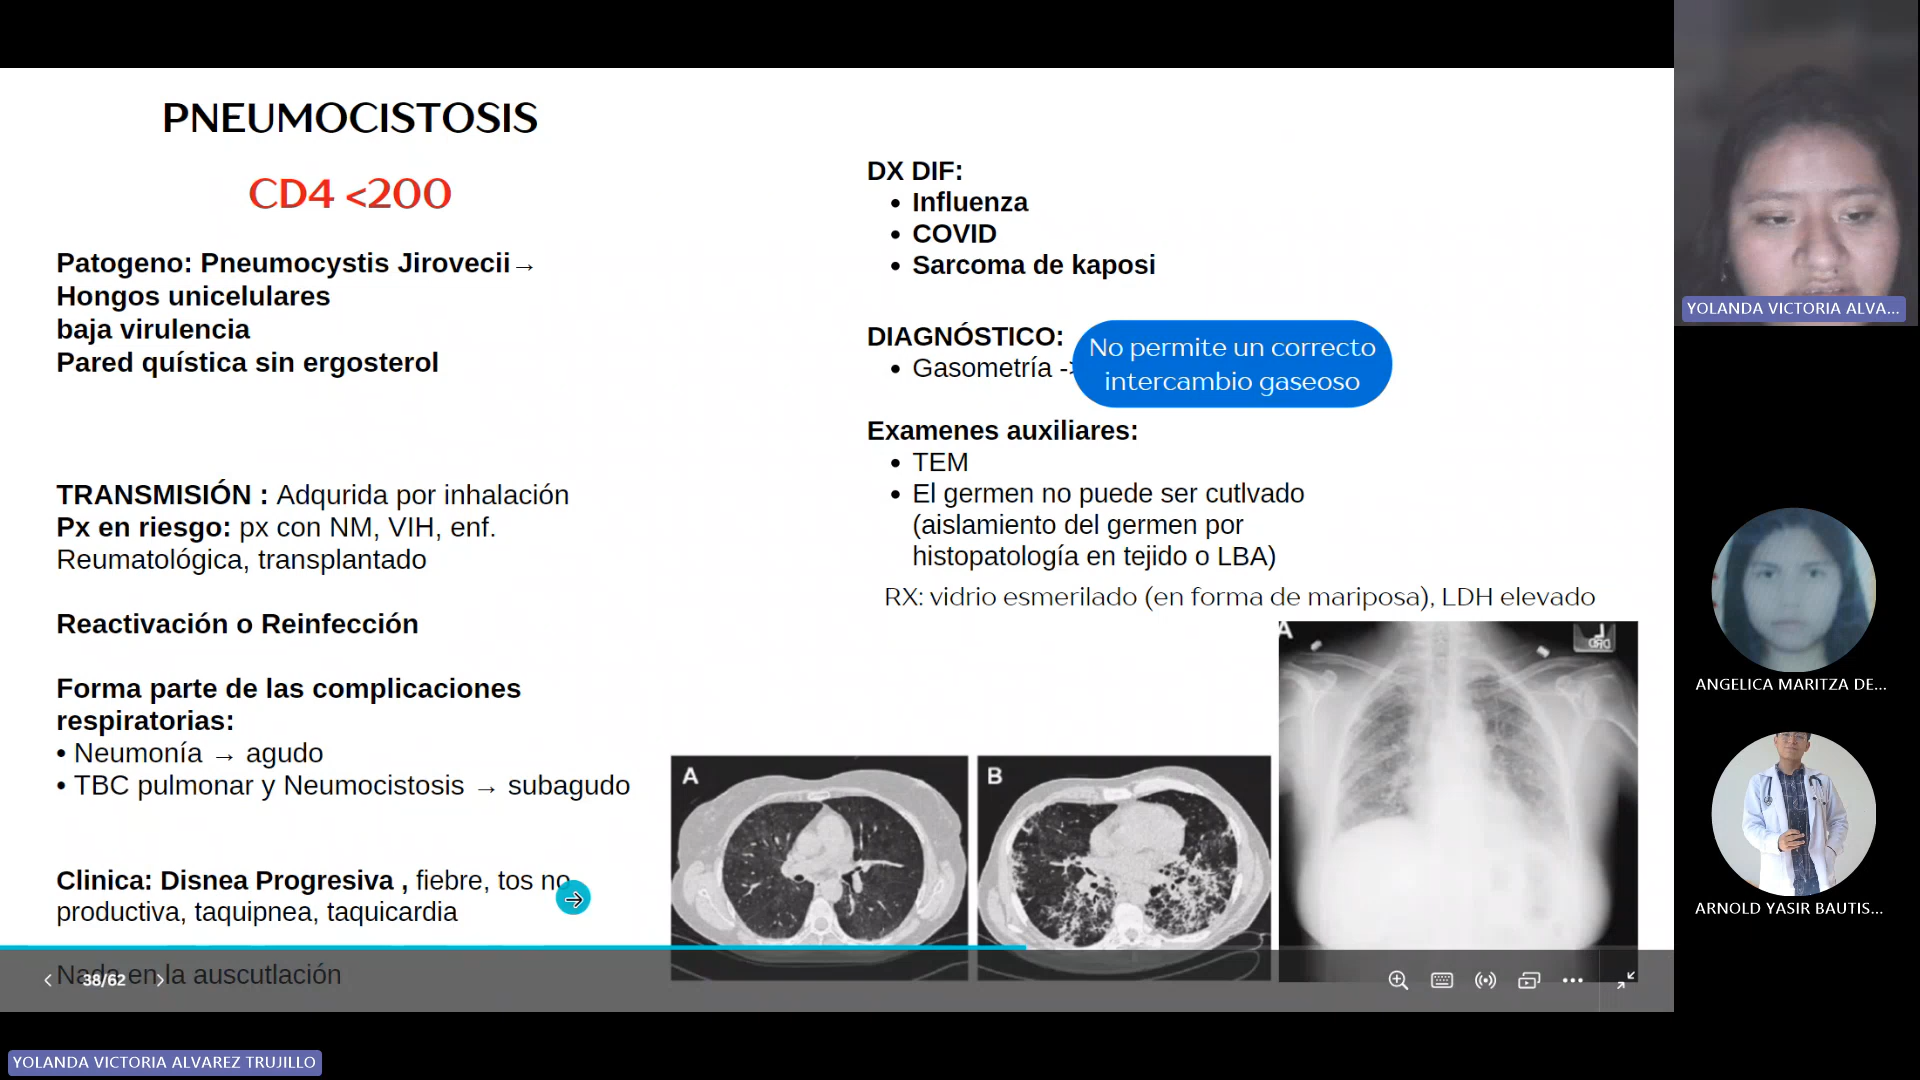 PNEUMOCISTOSIS
CD4 <200
Patogeno: Pneumocystis Jirovecii→
Hongos unicelulares
baja virulencia
Pared quística sin ergosterol
TRANSMISIÓN : Adqurida por inhalación
Px en riesgo: px con NM, VIH, enf.
Reumatológica, transplantado
Reactivación o Reinfección
Forma parte de las complicaciones
respiratorias:
• Neumonía → agudo
• TBC pulmonar y Neumocistosis → subagudo
Clinica: Disnea Progresiva , fiebre, tos no
productiva, taquipnea, taquicardia
Nada en la auscutlación
38/62
DX DIF:
• Influenza
• COVID
• Sarcoma de kaposi
DIAGNÓSTICO:
• Gasometría ->
No permite un correcto
intercambio gaseoso
Examenes auxiliares:
• TEM
• El germen no puede ser cutlvado
(aislamiento del germen por
histopatología en tejido o LBA)
RX: vidrio esmerilado (en forma de mariposa), LDH elevado
A
B
A
L
YOLANDA VICTORIA ALVA...
ANGELICA MARITZA DE...
ARNOLD YASIR BAUTIS...
YOLANDA VICTORIA ALVAREZ TRUJILLO